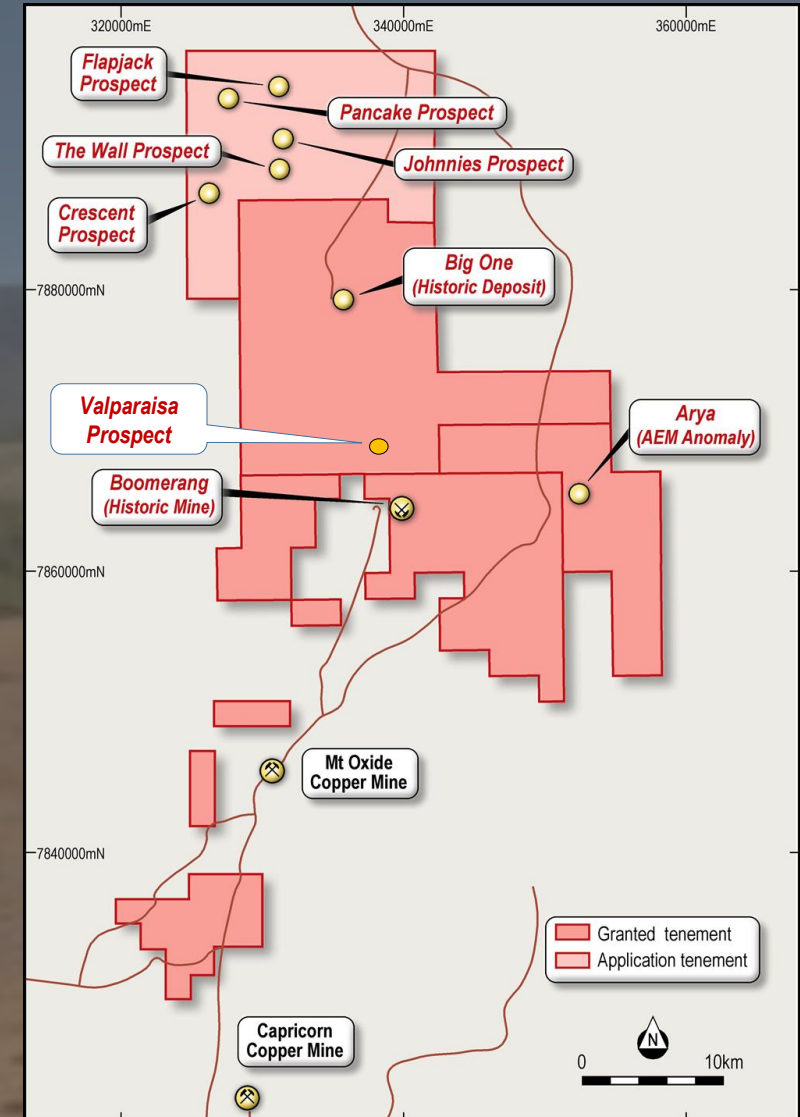 320000mE
340000mE
360000mE
Flapjack
Prospect
Pancake Prospect
The Wall Prospect
Johnnies Prospect
Crescent
Prospect
Big One
(Historic Deposit)
7880000mN
Valparaisa
Prospect
Arya
(AEM Anomaly)
Boomerang
(Historic Mine)
7860000mN
Mt Oxide
Copper Mine
7840000mN
Granted tenement
Application tenement
Capricorn
Copper Mine
N
0
10km